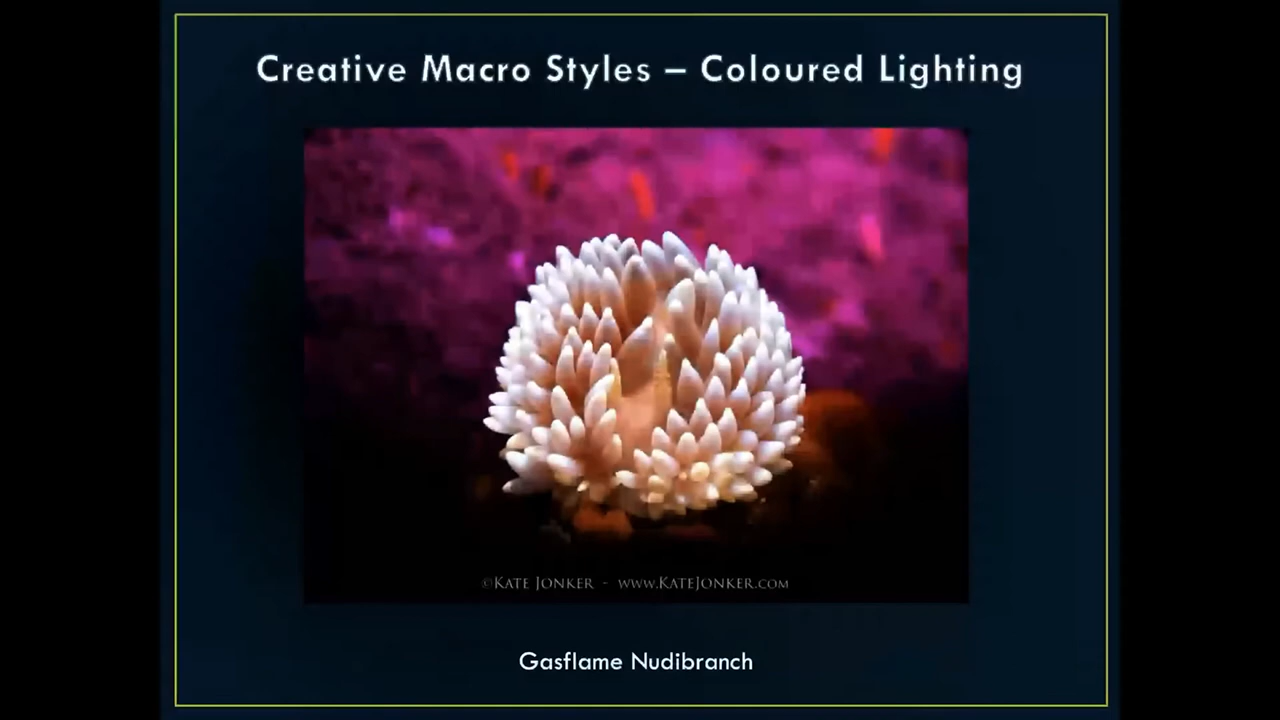 Creative Macro Styles – Coloured Lighting
©Kate Jonker - www.KateJonker.com
Gasflame Nudibranch